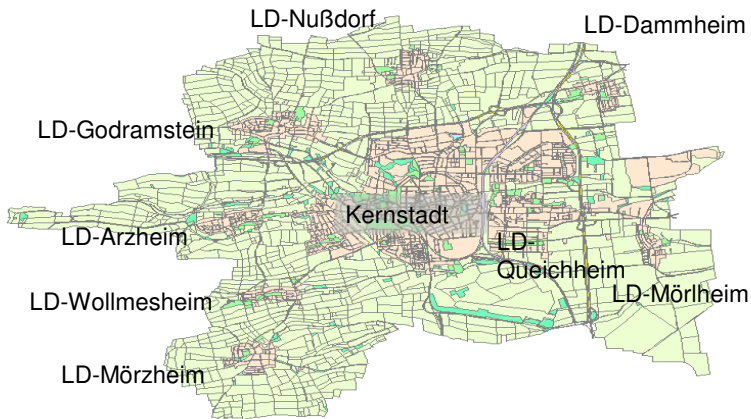 LD-Nußdorf
LD-Dammheim
LD-Godramstein
Kernstadt
LD-Arzheim
LD-
Queichheim
LD-Wollmesheim
LD-Mörlheim
LD-Mörzheim